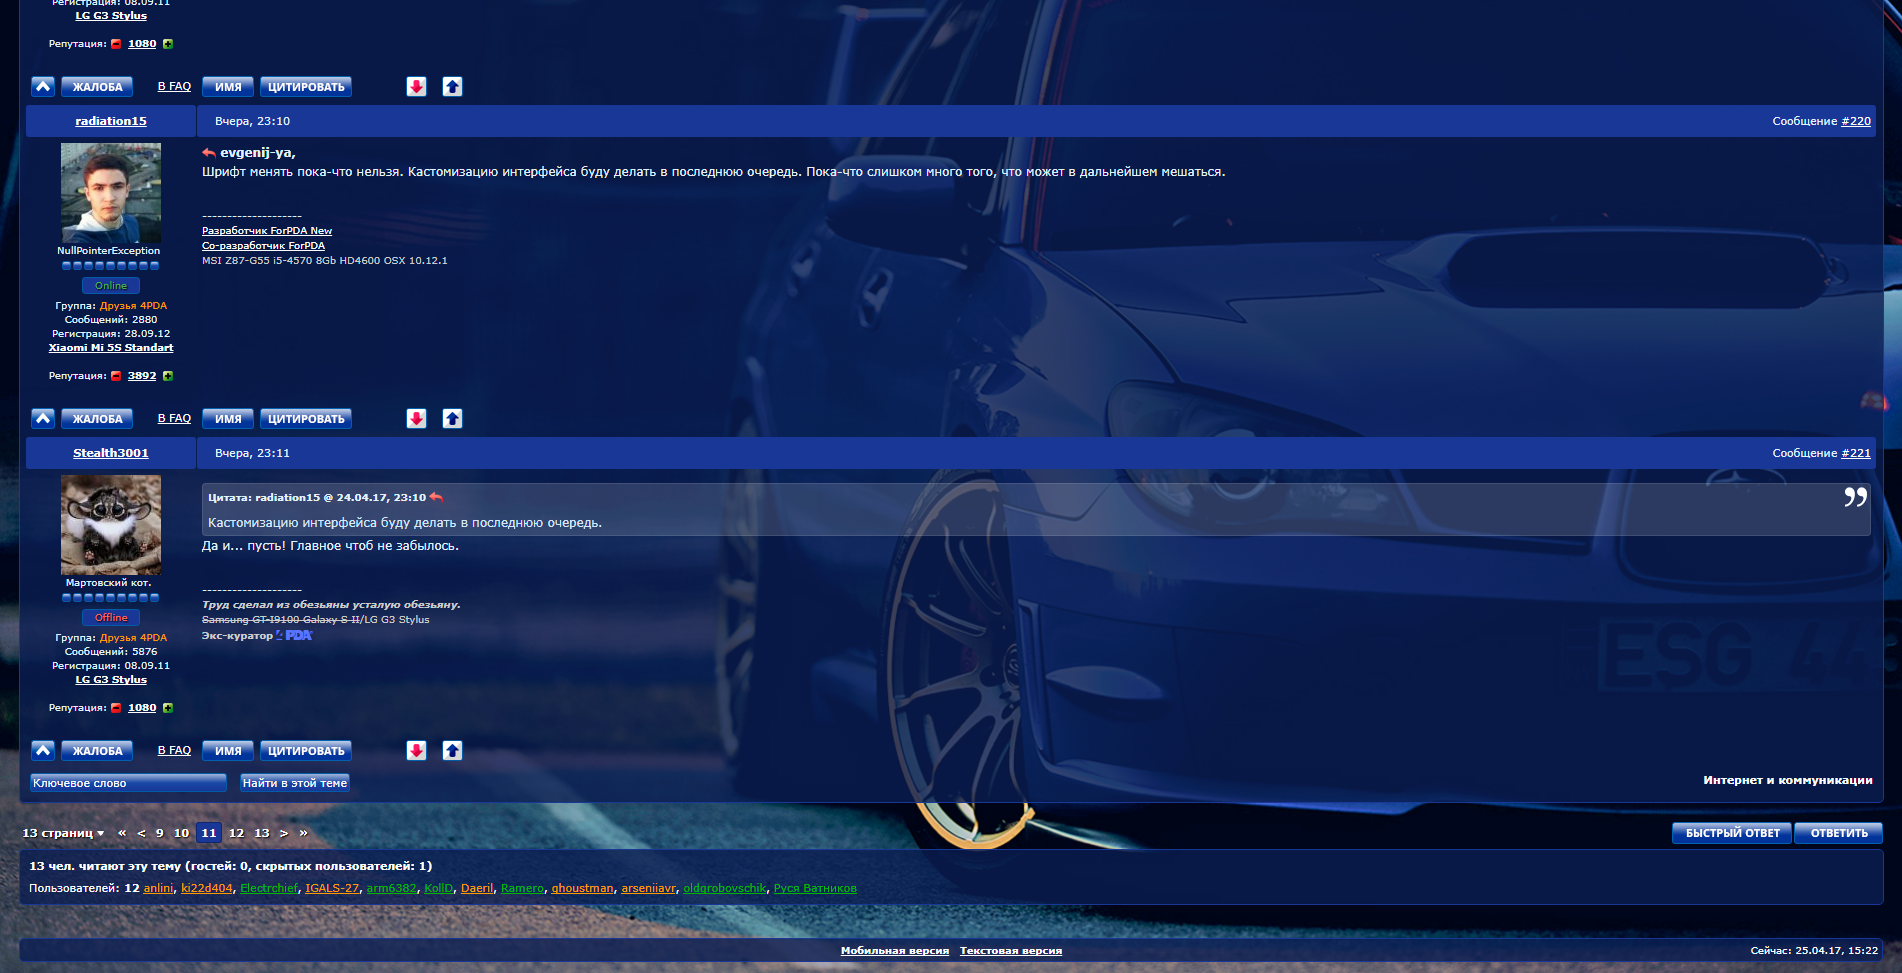 Регистрация: 08.09.11
LG G3 Stylus
Репутация: 1080
ЖАЛОБА В FAQ ИМЯ ЦИТИРОВАТЬ
radiation15 Вчера, 23:10 Сообщение #220
evgenij-ya,
Шрифт менять пока-что нельзя. Кастомизацию интерфейса буду делать в последнюю очередь. Пока-что слишком много того, что может в дальнейшем мешаться.
--------------------
Разработчик ForPDA New
Со-разработчик ForPDA
MSI Z87-G55 i5-4570 8Gb HD4600 OSX 10.12.1
NullPointerException
Online
Группа: Друзья 4PDA
Сообщений: 2880
Регистрация: 28.09.12
Xiaomi Mi 5S Standart
Репутация: 3892
ЖАЛОБА В FAQ ИМЯ ЦИТИРОВАТЬ
Stealth3001 Вчера, 23:11 Сообщение #221
Цитата: radiation15 @ 24.04.17, 23:10
Кастомизацию интерфейса буду делать в последнюю очередь.
Да и... пусть! Главное чтоб не забылось.
--------------------
Труд сделал из обезьяны усталую обезьяну.
Samsung GT-I9100 Galaxy S II/LG G3 Stylus
Экс-куратор 4PDA
Мартовский кот.
Offline
Группа: Друзья 4PDA
Сообщений: 5876
Регистрация: 08.09.11
LG G3 Stylus
Репутация: 1080
ESG 443
ЖАЛОБА В FAQ ИМЯ ЦИТИРОВАТЬ
Ключевое слово Найти в этой теме Интернет и коммуникации
13 страниц « < 9 10 11 12 13 > » БЫСТРЫЙ ОТВЕТ ОТВЕТИТЬ
13 чел. читают эту тему (гостей: 0, скрытых пользователей: 1)
Пользователей: 12 anlini, ki22d404, Electrchief, IGALS-27, arm6382, KollD, Daeril, Ramero, ghoustman, arseniiavr, oldgrobovschik, Руся Ватников
Мобильная версия Текстовая версия Сейчас: 25.04.17, 15:22